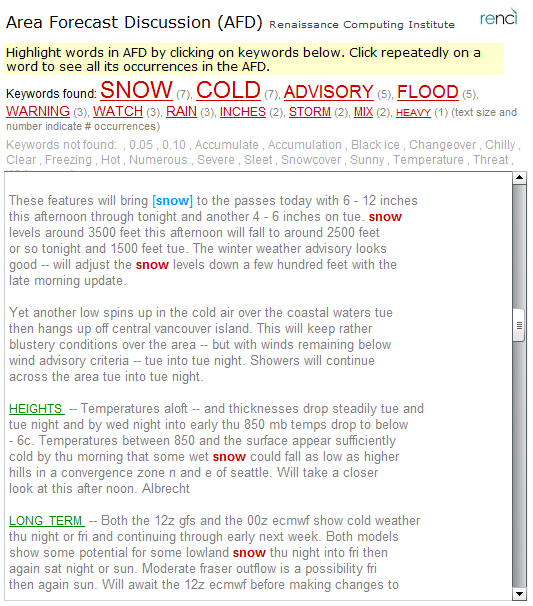 Area Forecast Discussion (AFD) Renaissance Computing Institute renci
Highlight words in AFD by clicking on keywords below. Click repeatedly on a
word to see all its occurrences in the AFD.
Keywords found: SNOW (7), COLD (7), ADVISORY (5), FLOOD (5),
WARNING (3), WATCH (3), RAIN (3), INCHES (2), STORM (2), MIX (2), HEAVY (1) (text size and
number indicate # occurrences)
Keywords not found: , 0.05 , 0.10 , Accumulate , Accumulation , Black ice , Changeover , Chilly ,
Clear , Freezing , Hot , Numerous , Severe , Sleet , Snowcover , Sunny , Temperature , Threat ,
These features will bring [snow] to the passes today with 6 - 12 inches
this afternoon through tonight and another 4 - 6 inches on tue. snow
levels around 3500 feet this afternoon will fall to around 2500 feet
or so tonight and 1500 feet tue. The winter weather advisory looks
good -- will adjust the snow levels down a few hundred feet with the
late morning update.
Yet another low spins up in the cold air over the coastal waters tue
then hangs up off central vancouver island. This will keep rather
blustery conditions over the area -- but with winds remaining below
wind advisory criteria -- tue into tue night. Showers will continue
across the area tue into tue night.
HEIGHTS -- Temperatures aloft -- and thicknesses drop steadily tue and
tue night and by wed night into early thu 850 mb temps drop to below
- 6c. Temperatures between 850 and the surface appear sufficiently
cold by thu morning that some wet snow could fall as low as higher
hills in a convergence zone n and e of seattle. Will take a closer
look at this after noon. Albrecht
LONG TERM -- Both the 12z gfs and the 00z ecmwf show cold weather
thu night or fri and continuing through early next week. Both models
show some potential for some lowland snow thu night into fri then
again sat night or sun. Moderate fraser outflow is a possibility fri
then again sun. Will await the 12z ecmwf before making changes to